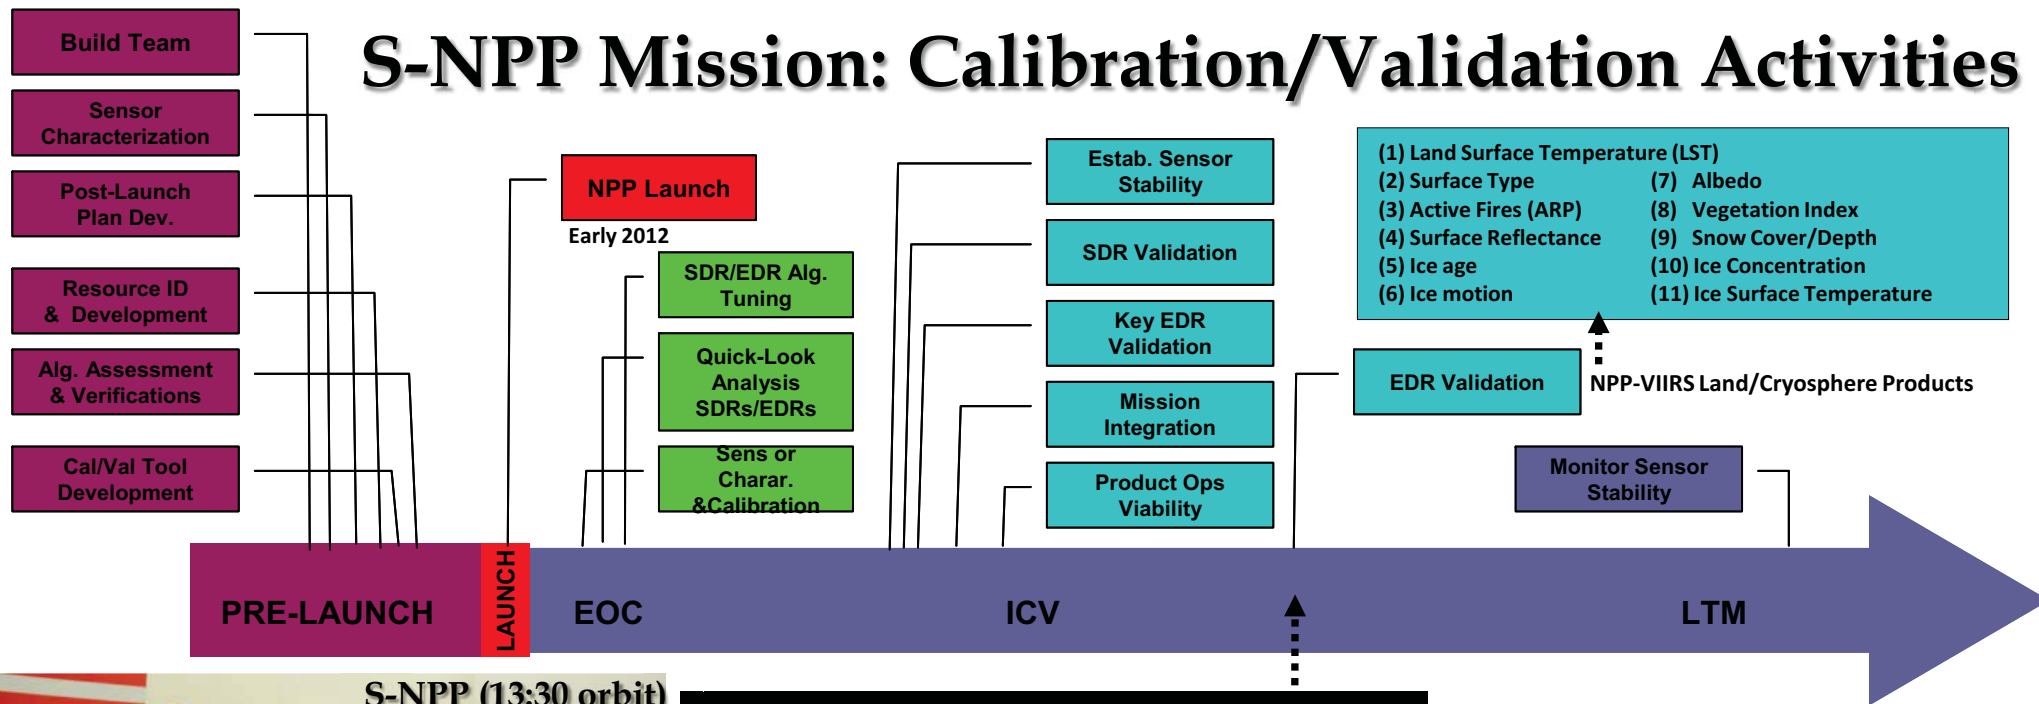 S-NPP Mission: Calibration/Validation Activities
Build Team
Sensor
Characterization
Post-Launch
Plan Dev.
Resource ID
& Development
Alg. Assessment
& Verifications
Cal/Val Tool
Development
NPP Launch
Early 2012
SDR/EDR Alg.
Tuning
Quick-Look
Analysis
SDRs/EDRs
Sens or
Charar.
&Calibration
Estab. Sensor
Stability
SDR Validation
Key EDR
Validation
Mission
Integration
Product Ops
Viability
(1) Land Surface Temperature (LST)
(2) Surface Type
(3) Active Fires (ARP)
(4) Surface Reflectance
(5) Ice age
(6) Ice motion
(7) Albedo
(8) Vegetation Index
(9) Snow Cover/Depth
(10) Ice Concentration
(11) Ice Surface Temperature
EDR Validation
NPP-VIIRS Land/Cryosphere Products
Monitor Sensor
Stability
PRE-LAUNCH
LAUNCH
EOC
ICV
LTM
S-NPP (13:30 orbit)